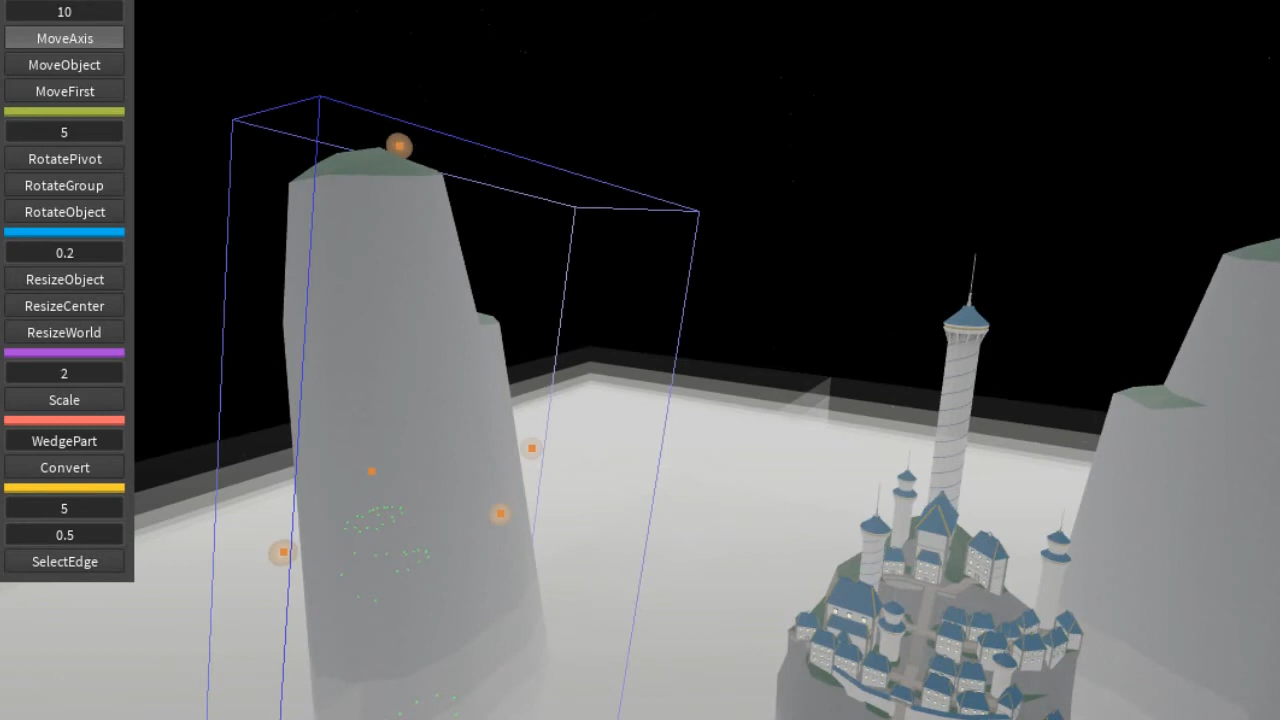 10
MoveAxis
MoveObject
MoveFirst
5
RotatePivot
RotateGroup
RotateObject
0.2
ResizeObject
ResizeCenter
ResizeWorld
2
Scale
WedgePart
Convert
5
0.5
SelectEdge